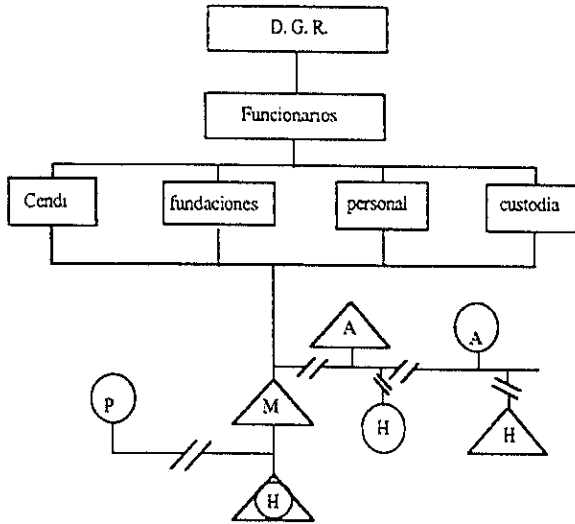 D. G. R.
Funcionarios
Cendi
fundaciones
personal
custodia
A
A
P
M
H
H
H